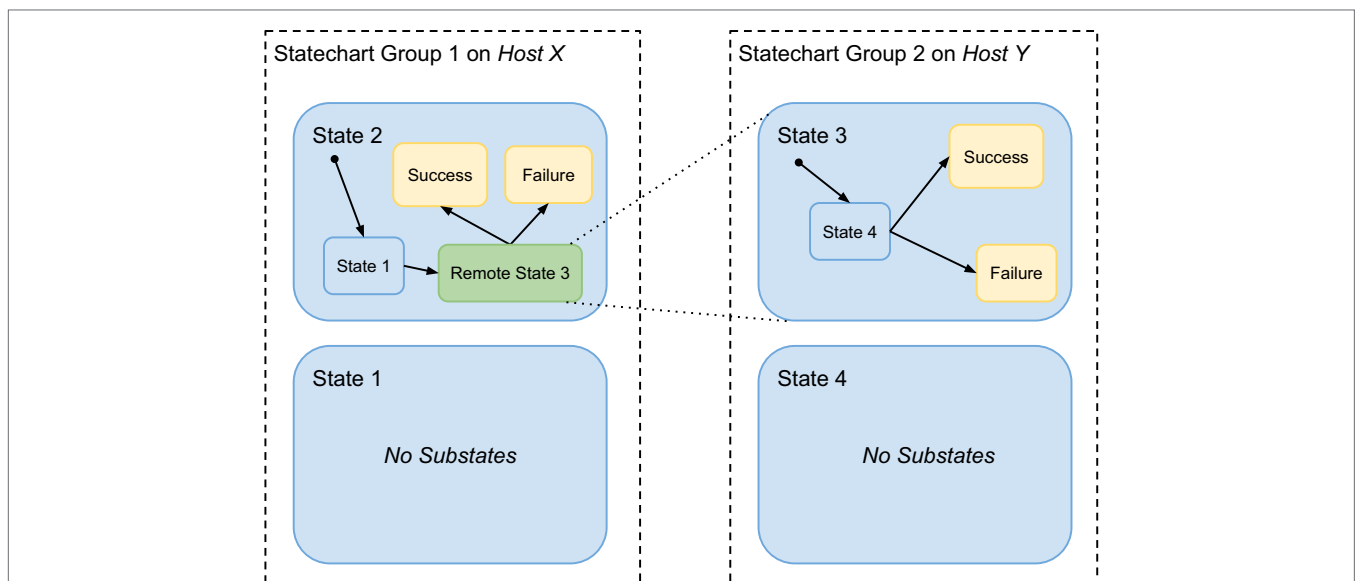 Statechart Group 1 on Host X
State 2
Success
Failure
State 1
Remote State 3
State 1
No Substates
Statechart Group 2 on Host Y
State 3
Success
State 4
Failure
State 4
No Substates